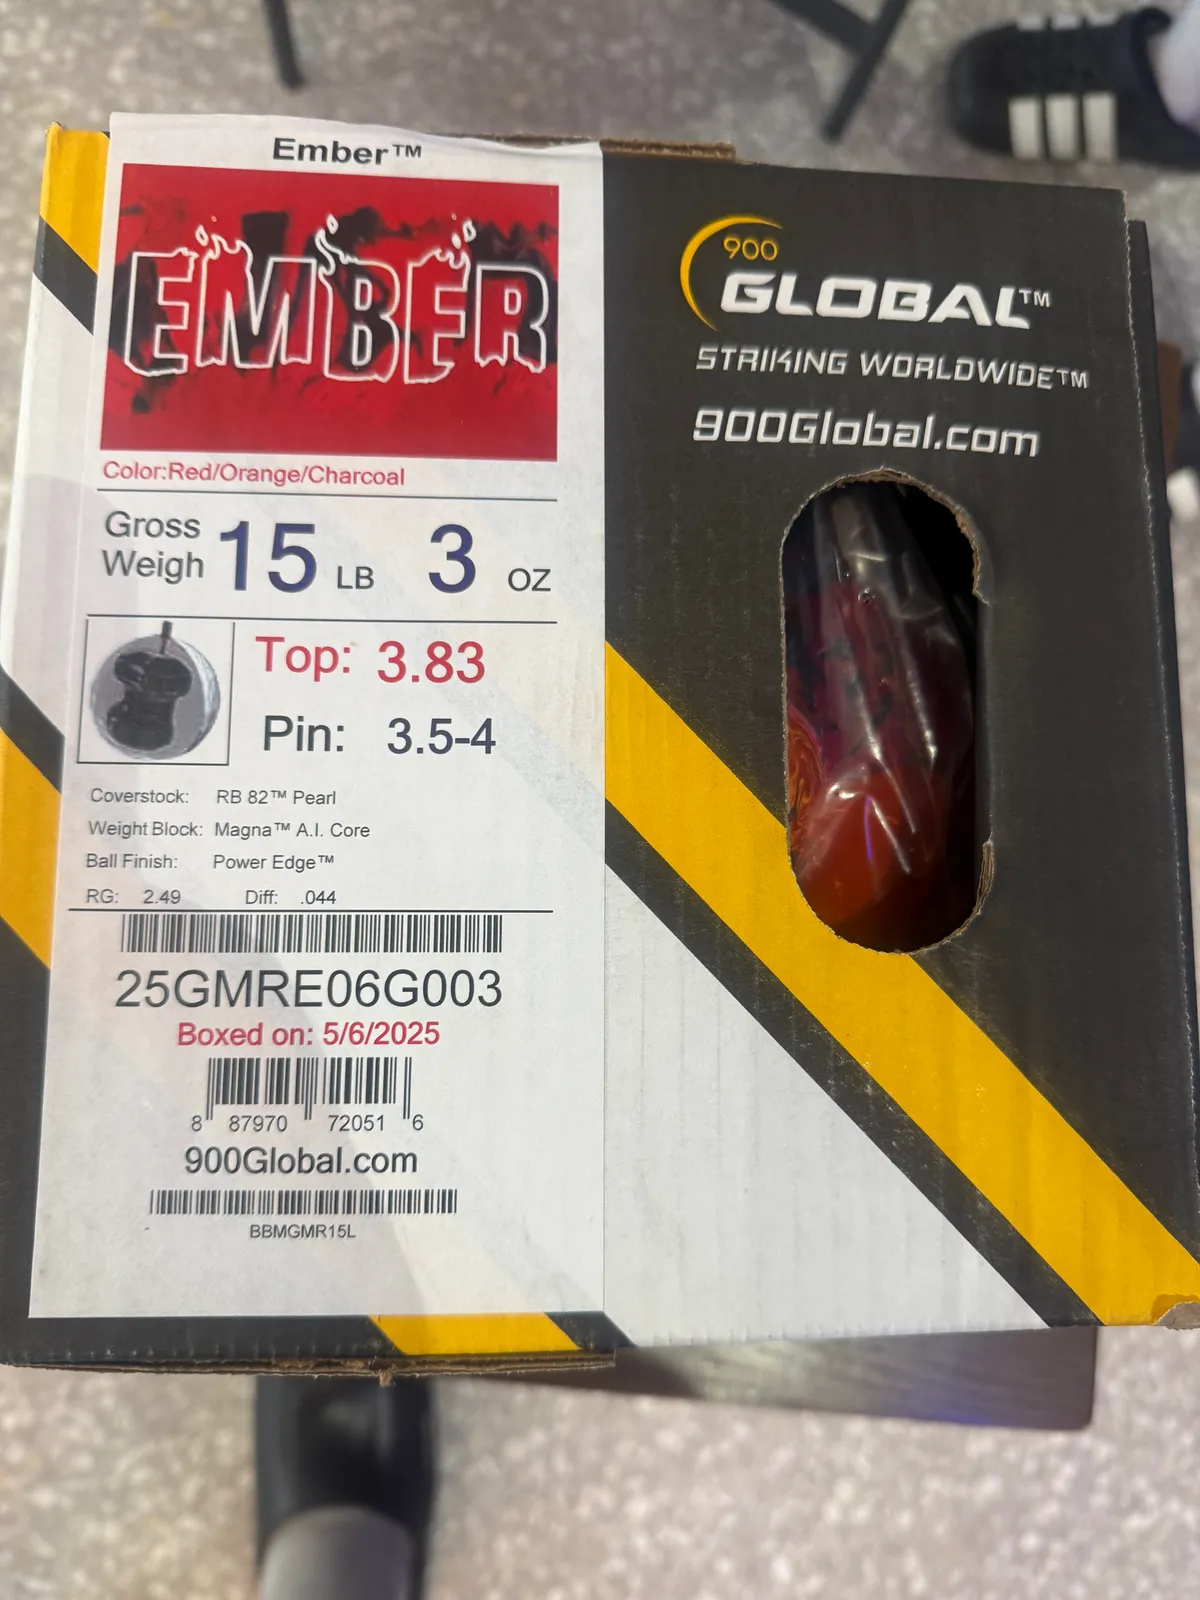 Ember™
EMBER
Color:Red/Orange/Charcoal
Gross Weigh 15 LB 3 OZ
Top: 3.83
Pin: 3.5-4
Coverstock: RB 82™ Pearl
Weight Block: Magna™ A.I. Core
Ball Finish: Power Edge™
RG: 2.49 Diff: .044
25GMRE06G003
Boxed on: 5/6/2025
8 87970 72051 6
900Global.com
BBMGMR15L
900
GLOBAL™
STRIKING WORLDWIDE™
900Global.com